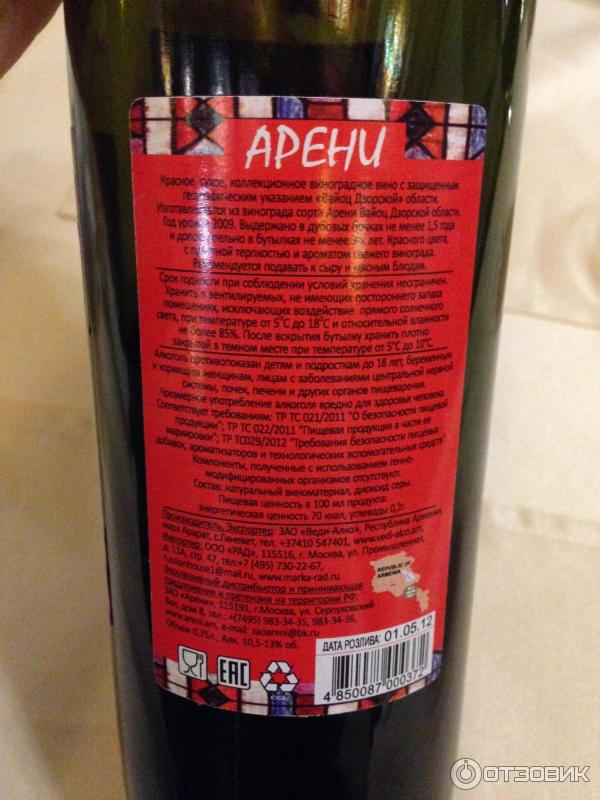 АРЕНИ
Красное, сухое, коллекционное виноградное вино с защищенным
географическим указанием «Вайоц Дзорской» области.
Изготавливается из винограда сорта Арени Вайоц Дзорской области.
Год урожая 2009. Выдержано в дубовых бочках не менее 1,5 года
и дополнительно в бутылках не менее 3-х лет. Красного цвета,
с приятной терпкостью и ароматом свежего винограда.
Рекомендуется подавать к сыру и мясным блюдам.
Срок годности при соблюдении условий хранения неограничен.
Хранить в вентилируемых, не имеющих постороннего запаха
помещениях, исключающих воздействие прямого солнечного
света, при температуре от 5°С до 18°С и относительной влажности
не более 85%. После вскрытия бутылку хранить плотно
закрытой в темном месте при температуре от 5°С до 10°С.
Алкоголь противопоказан детям и подросткам до 18 лет, беременным
и кормящим женщинам, лицам с заболеваниями центральной нервной
системы, почек, печени и других органов пищеварения.
Чрезмерное употребление алкоголя вредно для здоровья человека.
Соответствует требованиям: ТР ТС 021/2011 "О безопасности пищевой
продукции"; ТР ТС 022/2011 "Пищевая продукция в части ее
маркировки"; ТР ТС029/2012 "Требования безопасности пищевых
добавок, ароматизаторов и технологических вспомогательных средств"
Компоненты, полученные с использованием генно-
модифицированных организмов отсутствуют.
Состав: натуральный виноматериал, диоксид серы.
Пищевая ценность в 100 мл продукта:
энергетическая ценность 70 ккал, углеводы 0,2г.
Производитель, Экспортер: ЗАО «Веди-Алко», Республика Армения,
марз Арарат, с.Гиневет, тел. +37410 547401, www.vedi-alco.am
Импортер: ООО «РАД», 115516, г. Москва, ул. Промышленная,
д. 11А, стр. 47, тел:+7 (495) 730-22-67,
russianhouse1@mail.ru, www.marka-rad.ru
Эксклюзивный дистрибьютор и принимающая
предложения и претензии на территории РФ:
ЗАО «Арени», 115191, г.Москва, ул. Серпуховский
Вал, дом 8, тел.:+(7495) 983-34-35, 983-34-36,
www.areni.am, e-mail: zaoareni@bk.ru
Объем 0,75л., Алк. 10,5-13% об.
REPUBLIC OF
ARMENIA
ДАТА РОЗЛИВА: 01.05.12
EAC
4 850087 000372
ОТЗОВИК